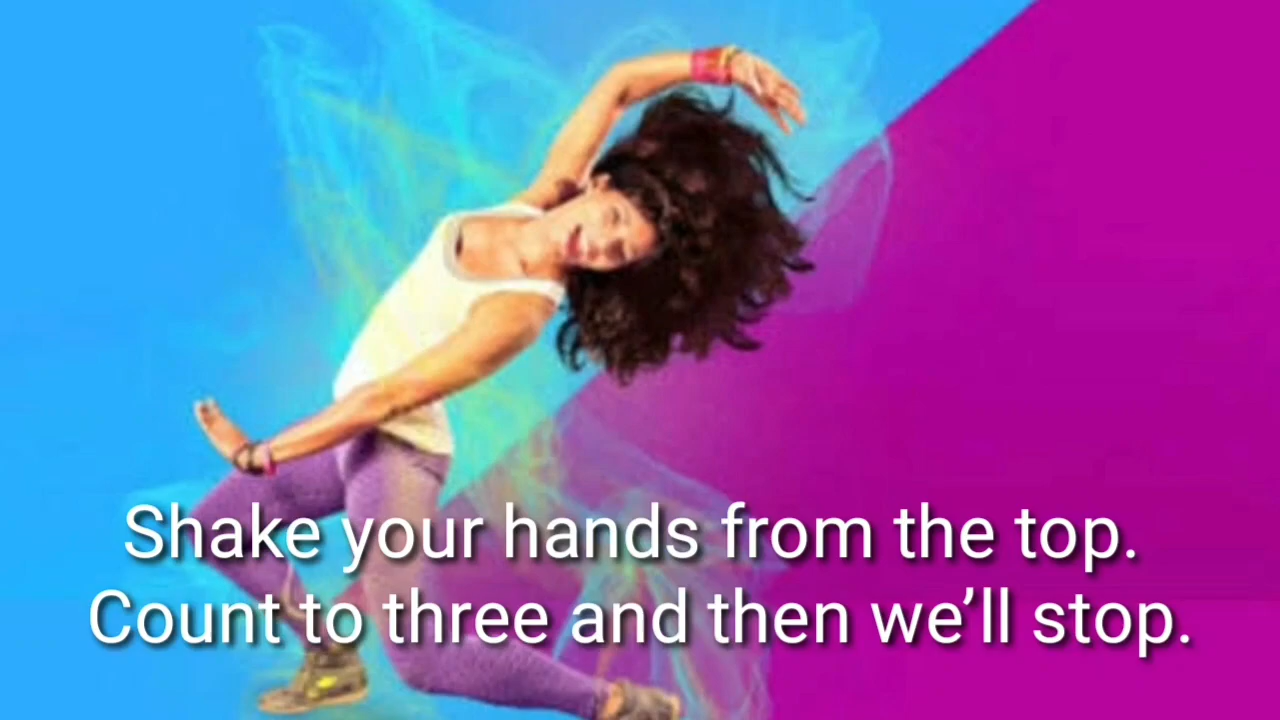 Shake your hands from the top.
Count to three and then we’ll stop.